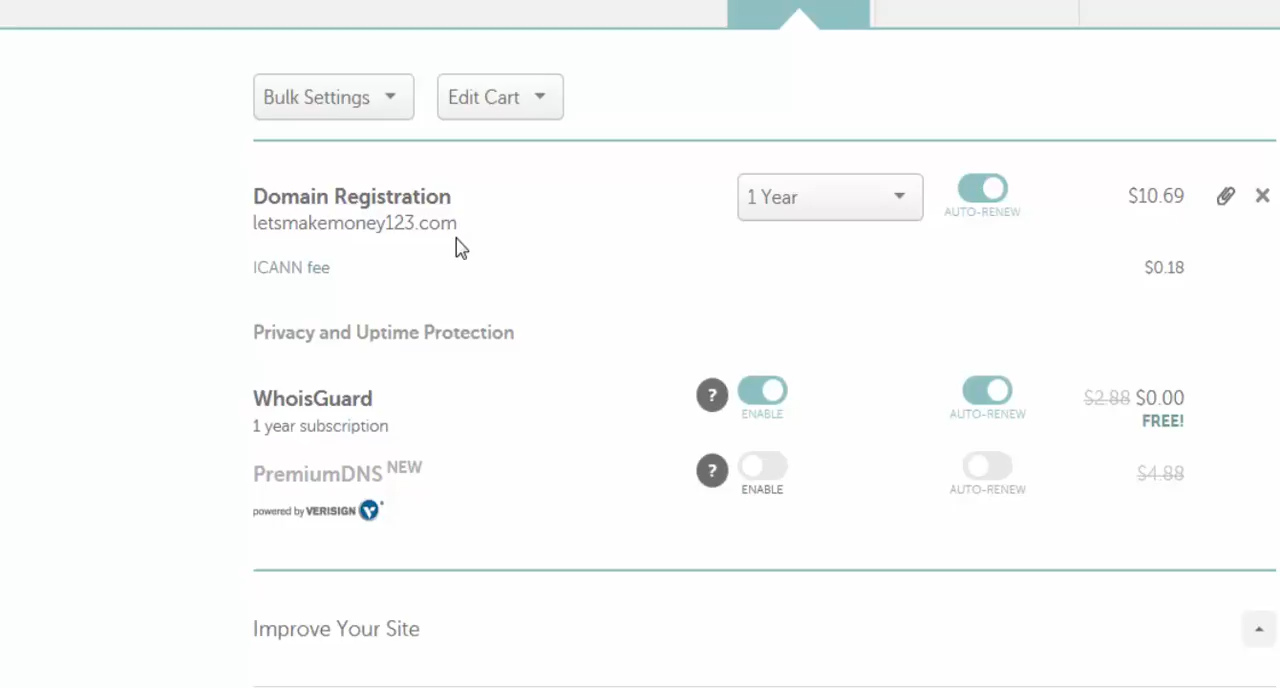 Bulk Settings Edit Cart
Domain Registration 1 Year $10.69
letsmakemoney123.com AUTO-RENEW
ICANN fee $0.18
Privacy and Uptime Protection
WhoisGuard ? $2.88 $0.00
1 year subscription ENABLE AUTO-RENEW FREE!
PremiumDNS NEW ? $4.88
ENABLE AUTO-RENEW
powered by VERISIGN
Improve Your Site